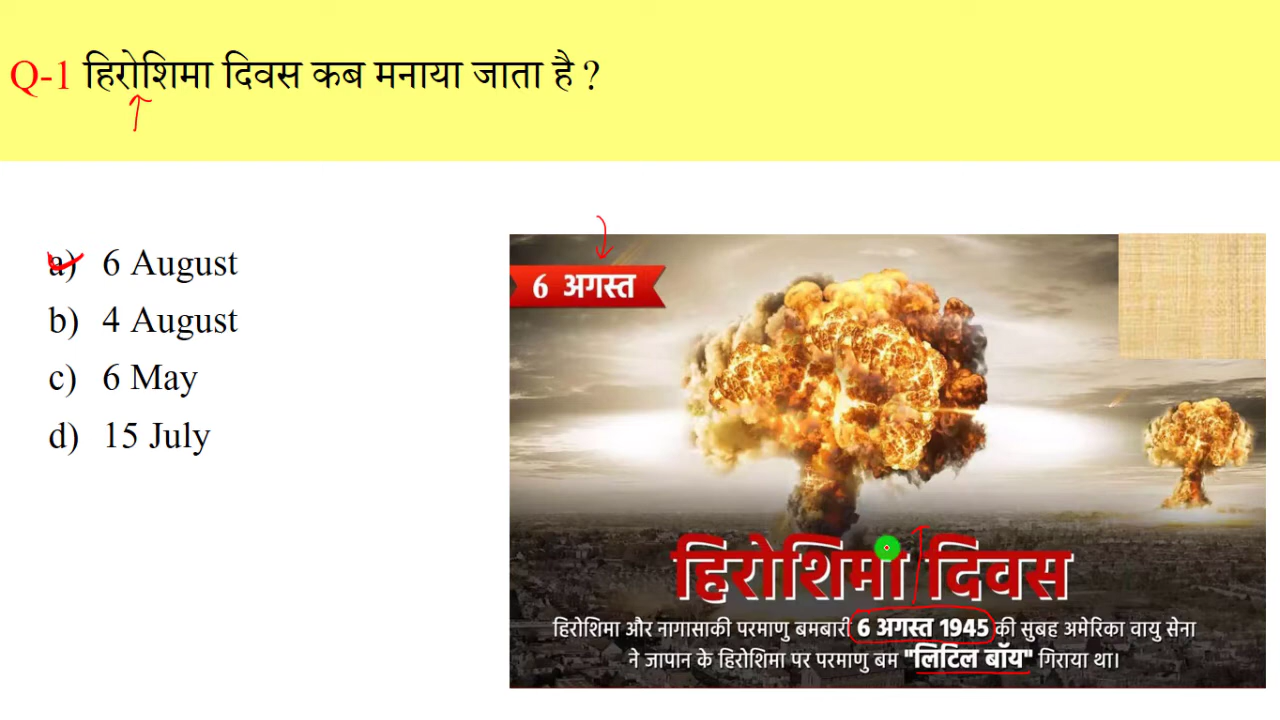 Q-1 हिरोशिमा दिवस कब मनाया जाता है ?
a) 6 August
b) 4 August
c) 6 May
d) 15 July
6 अगस्त
हिरोशिमा दिवस
हिरोशिमा और नागासाकी परमाणु बमबारी 6 अगस्त 1945 की सुबह अमेरिका वायु सेना
ने जापान के हिरोशिमा पर परमाणु बम "लिटिल बॉय" गिराया था।